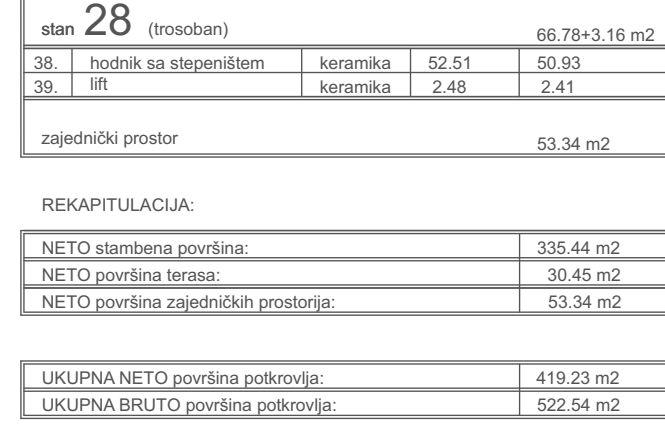 stan 28 (trosoban) 66.78+3.16 m2
38. hodnik sa stepeništem keramika 52.51 50.93
39. lift keramika 2.48 2.41
zajednički prostor 53.34 m2
REKAPITULACIJA:
NETO stambena površina: 335.44 m2
NETO površina terasa: 30.45 m2
NETO površina zajedničkih prostorija: 53.34 m2
UKUPNA NETO površina potkrovlja: 419.23 m2
UKUPNA BRUTO površina potkrovlja: 522.54 m2